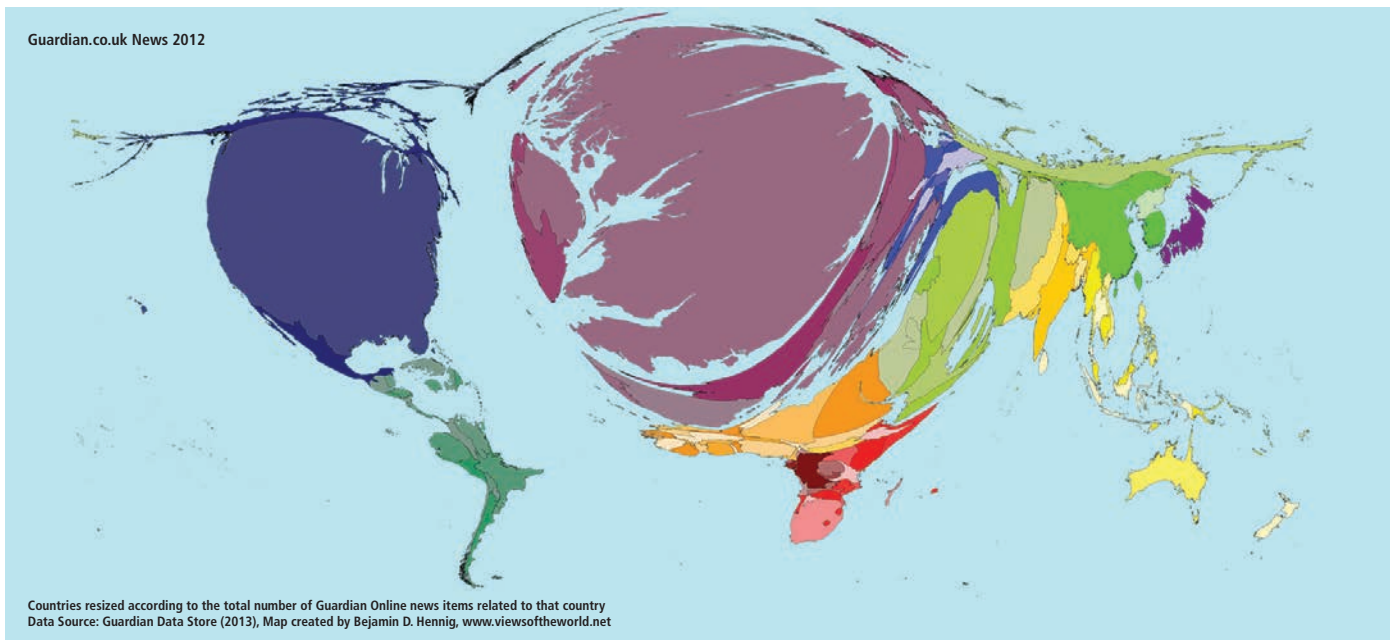 Guardian.co.uk News 2012
Countries resized according to the total number of Guardian Online news items related to that country
Data Source: Guardian Data Store (2013), Map created by Bejamin D. Hennig, www.viewsoftheworld.net